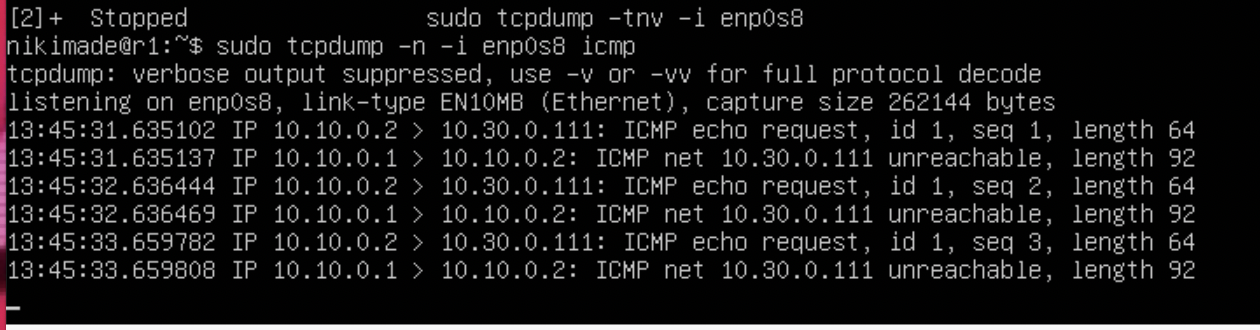 [2]+  Stopped                 sudo tcpdump -tnv -i enp0s8
nikimade@r1:~$ sudo tcpdump -n -i enp0s8 icmp
tcpdump: verbose output suppressed, use -v or -vv for full protocol decode
listening on enp0s8, link-type EN10MB (Ethernet), capture size 262144 bytes
13:45:31.635102 IP 10.10.0.2 > 10.30.0.111: ICMP echo request, id 1, seq 1, length 64
13:45:31.635137 IP 10.10.0.1 > 10.10.0.2: ICMP net 10.30.0.111 unreachable, length 92
13:45:32.636444 IP 10.10.0.2 > 10.30.0.111: ICMP echo request, id 1, seq 2, length 64
13:45:32.636469 IP 10.10.0.1 > 10.10.0.2: ICMP net 10.30.0.111 unreachable, length 92
13:45:33.659782 IP 10.10.0.2 > 10.30.0.111: ICMP echo request, id 1, seq 3, length 64
13:45:33.659808 IP 10.10.0.1 > 10.10.0.2: ICMP net 10.30.0.111 unreachable, length 92